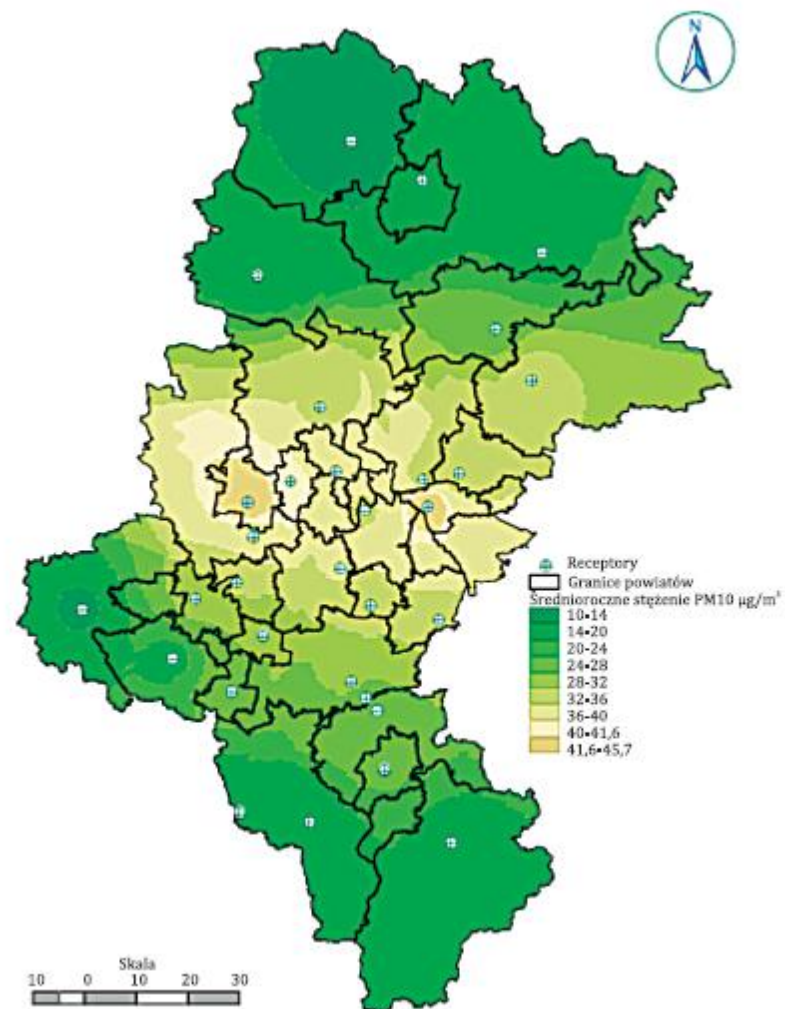 N
Receptory
Granice powiatów
Średnioroczne stężenie PM10 µg/m³
10•14
14•20
20-24
24•28
28-32
32•36
36-40
40•41,6
41,6•45,7
Skala
10 0 10 20 30